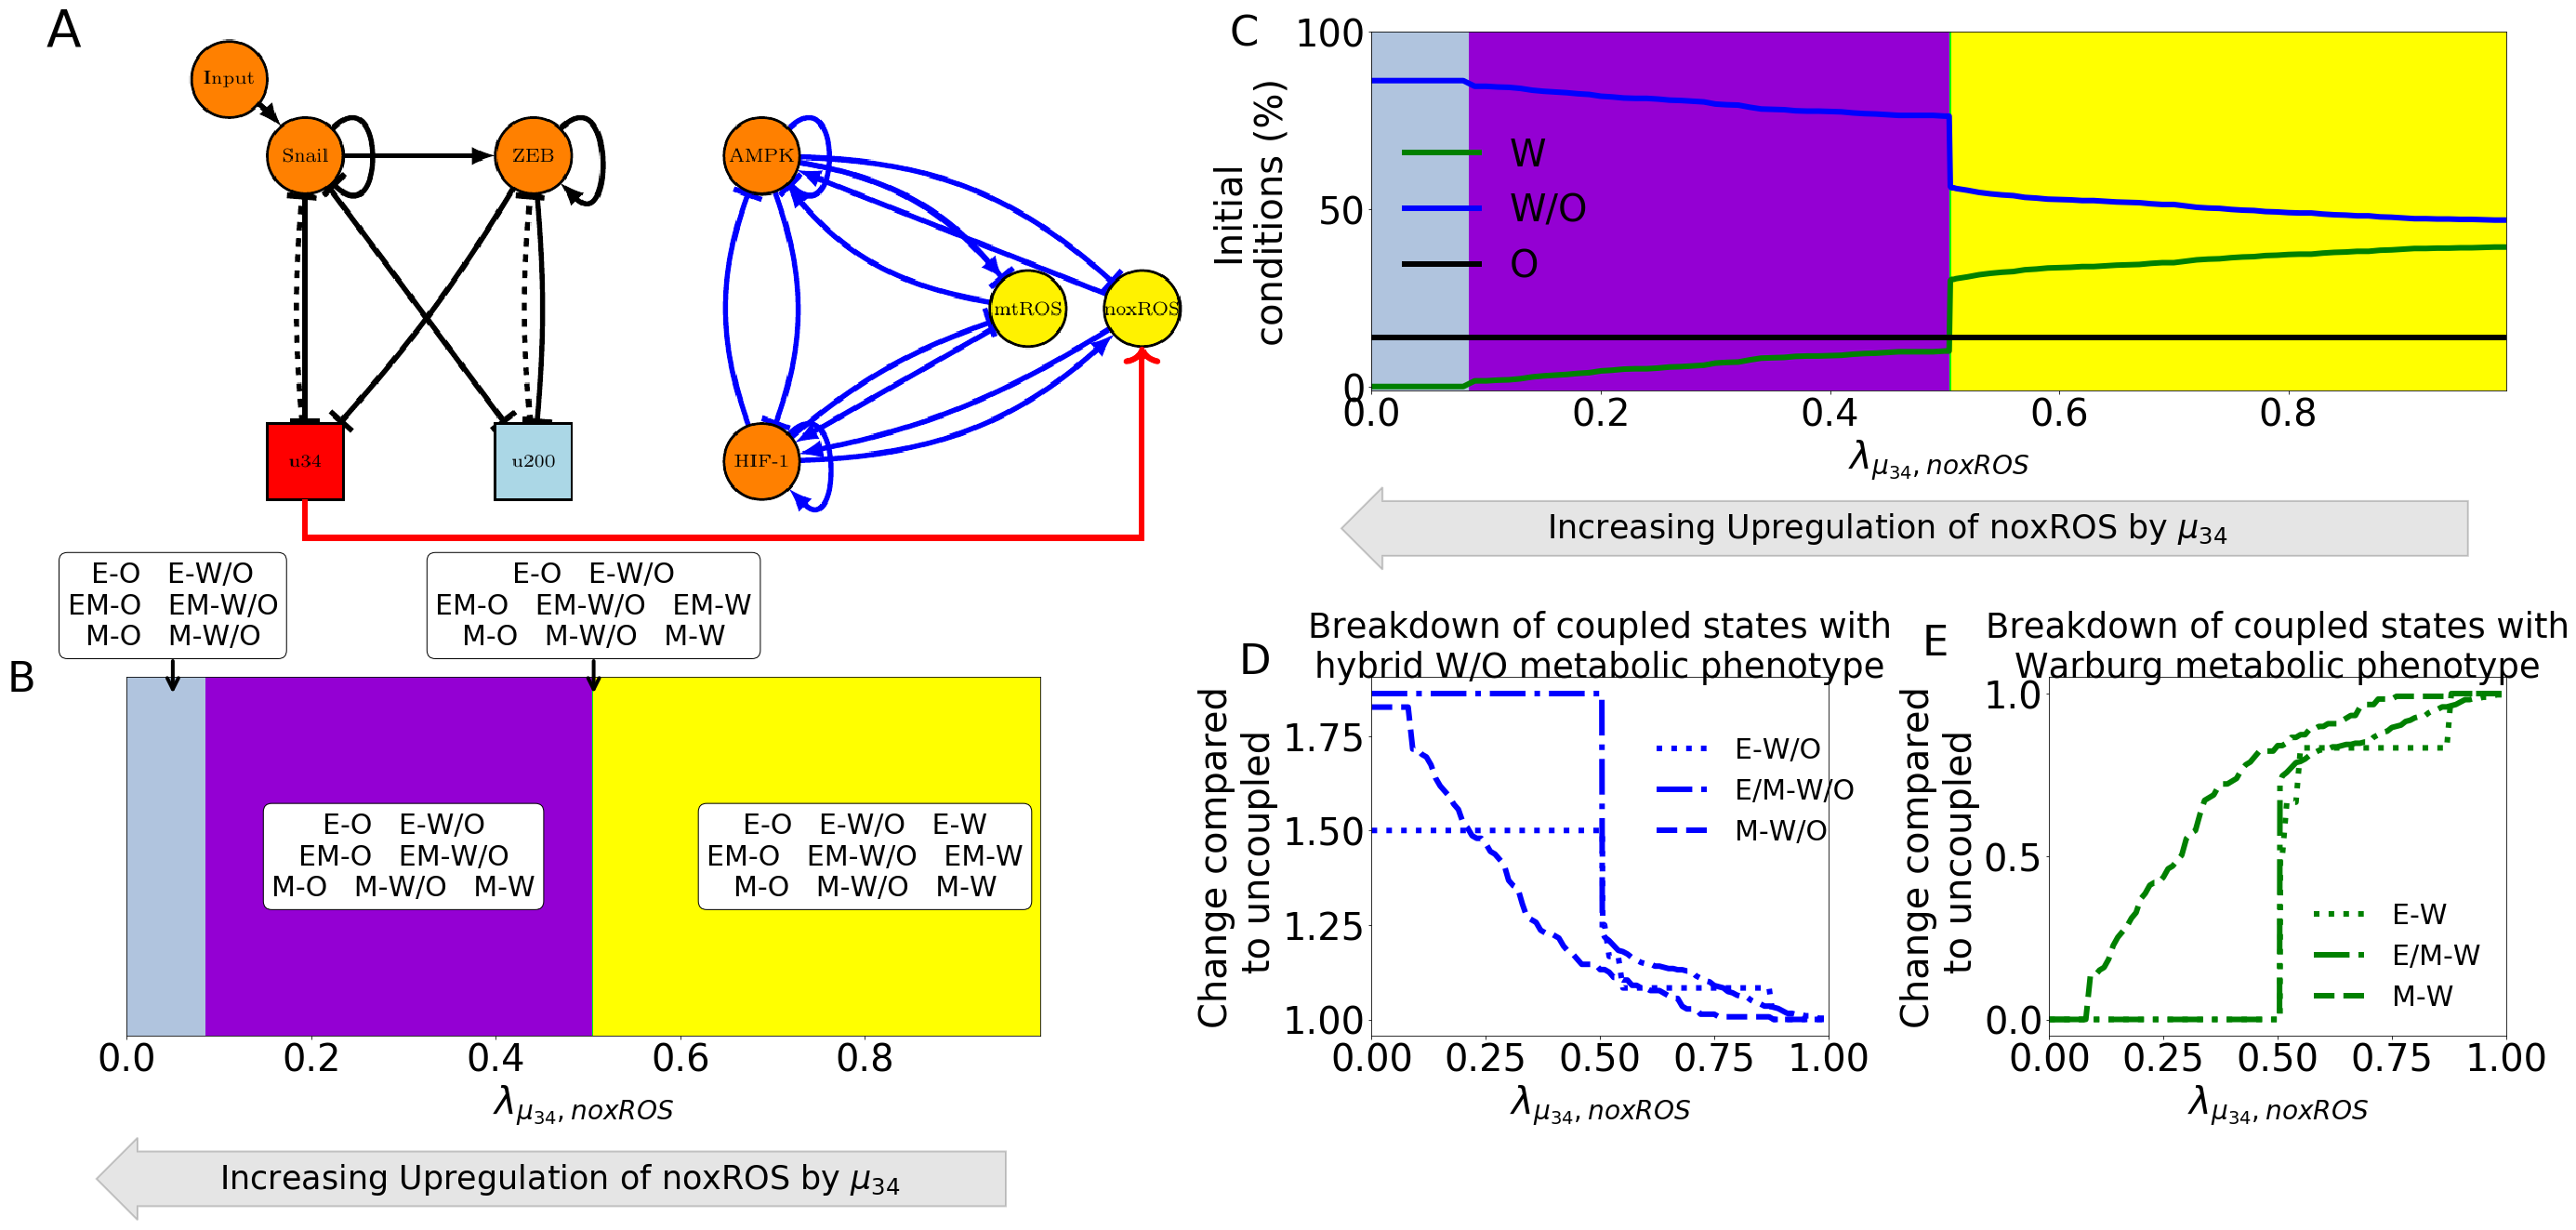 A
Input
Snail
ZEB
AMPK
mtROS
noxROS
u34
u200
HIF-1
B
E-O E-W/O
EM-O EM-W/O
M-O M-W/O
E-O E-W/O
EM-O EM-W/O EM-W
M-O M-W/O M-W
E-O E-W/O
EM-O EM-W/O
M-O M-W/O M-W
E-O E-W/O E-W
EM-O EM-W/O EM-W
M-O M-W/O M-W
0.0 0.2 0.4 0.6 0.8
λμ34, noxROS
Increasing Upregulation of noxROS by μ34
C
Initial
conditions (%)
100
50
0
W
W/O
O
0.0 0.2 0.4 0.6 0.8
λμ34, noxROS
Increasing Upregulation of noxROS by μ34
D
Breakdown of coupled states with
hybrid W/O metabolic phenotype
Change compared
to uncoupled
1.75
1.50
1.25
1.00
E-W/O
E/M-W/O
M-W/O
0.00 0.25 0.50 0.75 1.00
λμ34, noxROS
E
Breakdown of coupled states with
Warburg metabolic phenotype
Change compared
to uncoupled
1.0
0.5
0.0
E-W
E/M-W
M-W
0.00 0.25 0.50 0.75 1.00
λμ34, noxROS